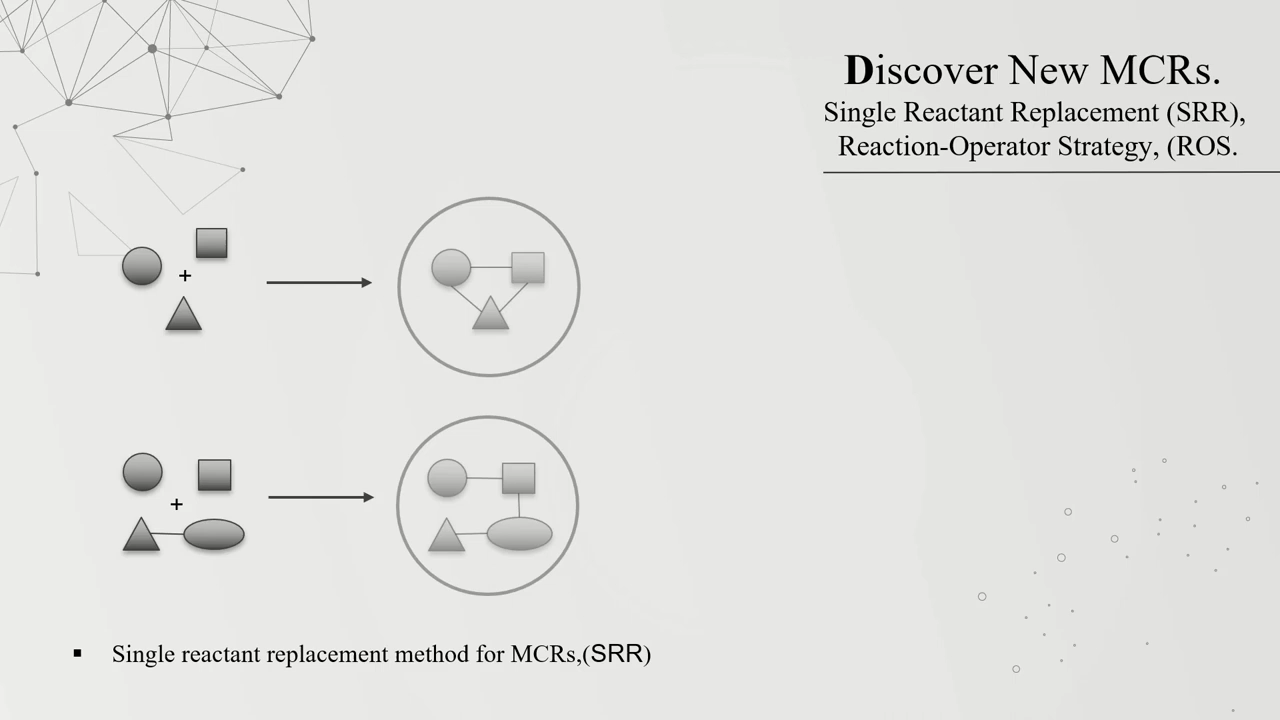 Discover New MCRs.
Single Reactant Replacement (SRR),
Reaction-Operator Strategy, (ROS.
+
+
▪ Single reactant replacement method for MCRs,(SRR)